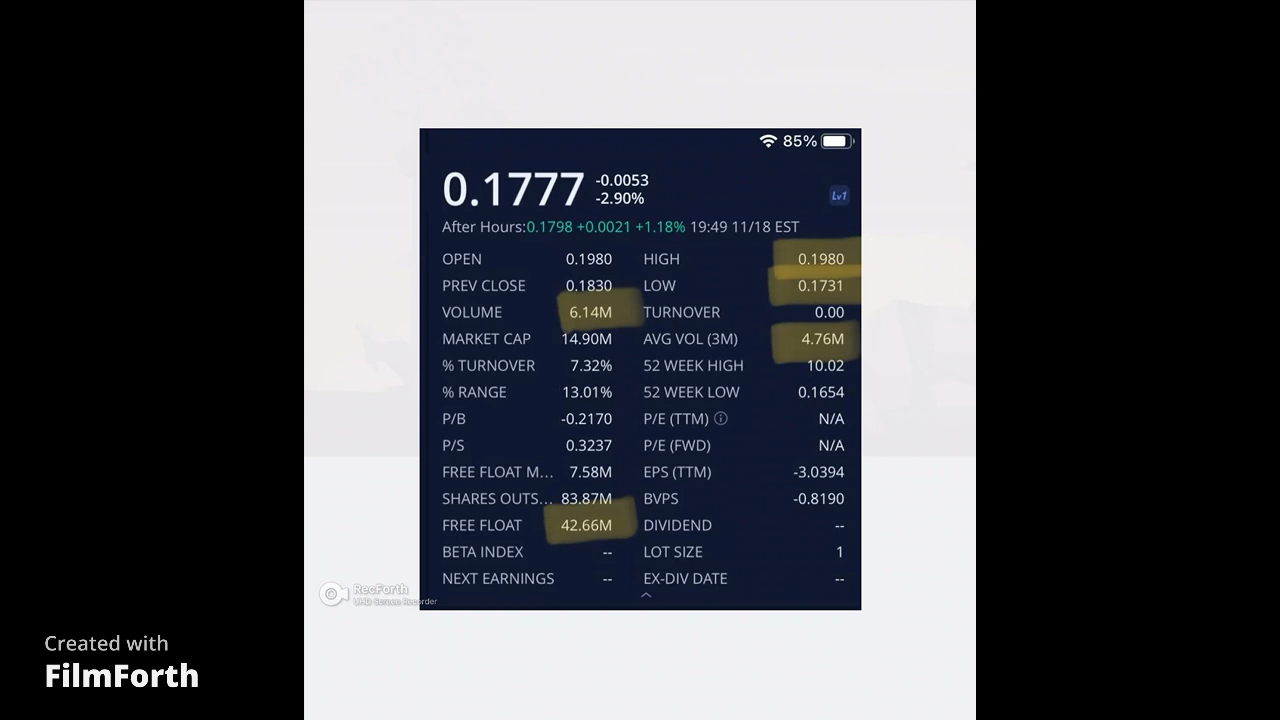 85%
0.1777 -0.0053
-2.90%
Lv1
After Hours:0.1798 +0.0021 +1.18% 19:49 11/18 EST
OPEN 0.1980 HIGH 0.1980
PREV CLOSE 0.1830 LOW 0.1731
VOLUME 6.14M TURNOVER 0.00
MARKET CAP 14.90M AVG VOL (3M) 4.76M
% TURNOVER 7.32% 52 WEEK HIGH 10.02
% RANGE 13.01% 52 WEEK LOW 0.1654
P/B -0.2170 P/E (TTM) N/A
P/S 0.3237 P/E (FWD) N/A
FREE FLOAT M... 7.58M EPS (TTM) -3.0394
SHARES OUTS... 83.87M BVPS -0.8190
FREE FLOAT 42.66M DIVIDEND --
BETA INDEX -- LOT SIZE 1
NEXT EARNINGS -- EX-DIV DATE --
RecForth
UHD Screen Recorder
Created with
FilmForth